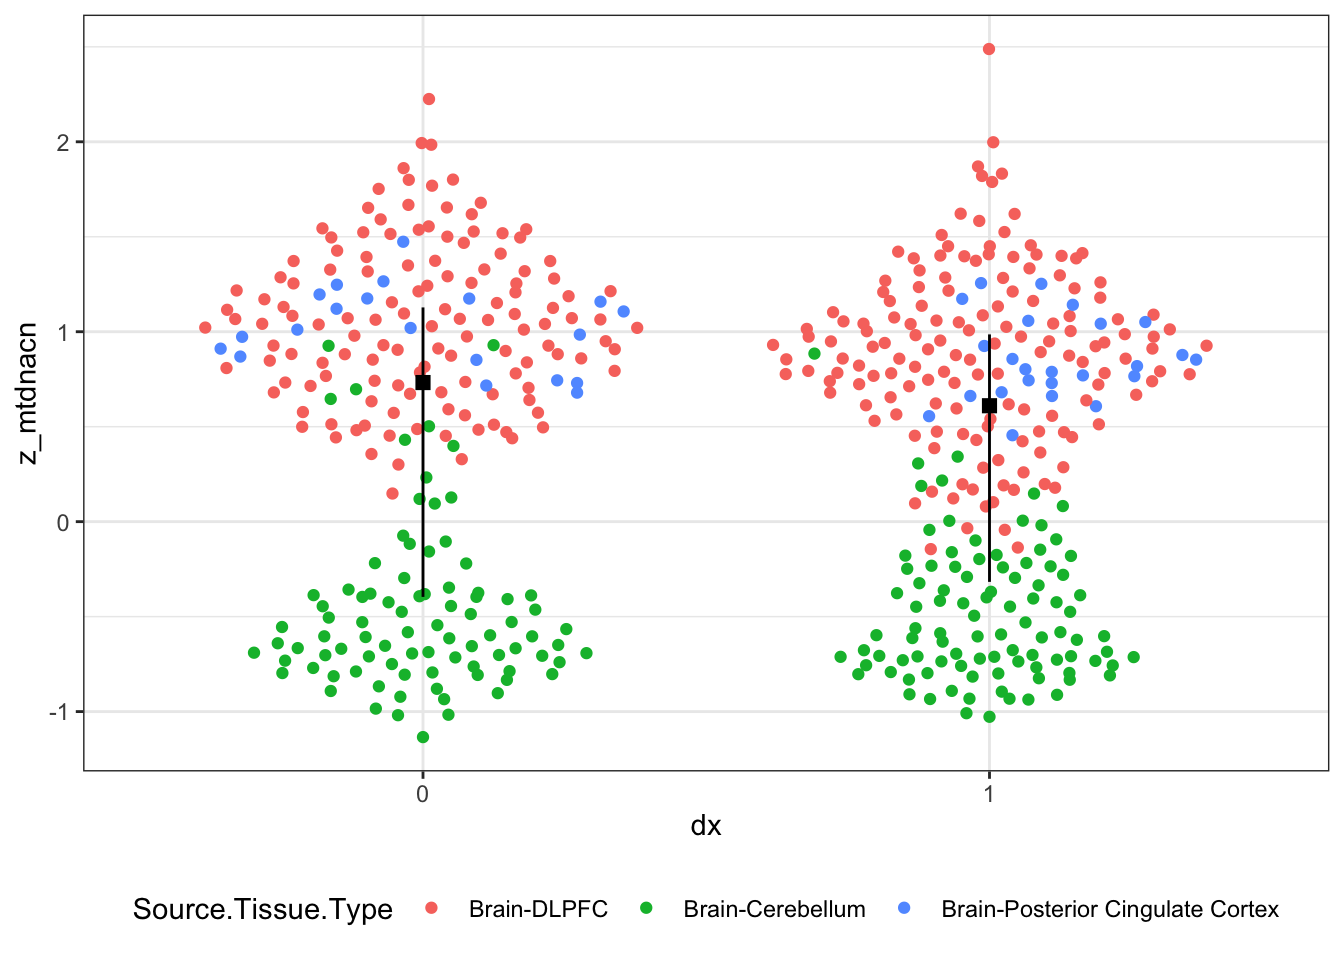 z_mtdnacn
2
1
0
-1
0 1
dx
Source.Tissue.Type Brain-DLPFC Brain-Cerebellum Brain-Posterior Cingulate Cortex